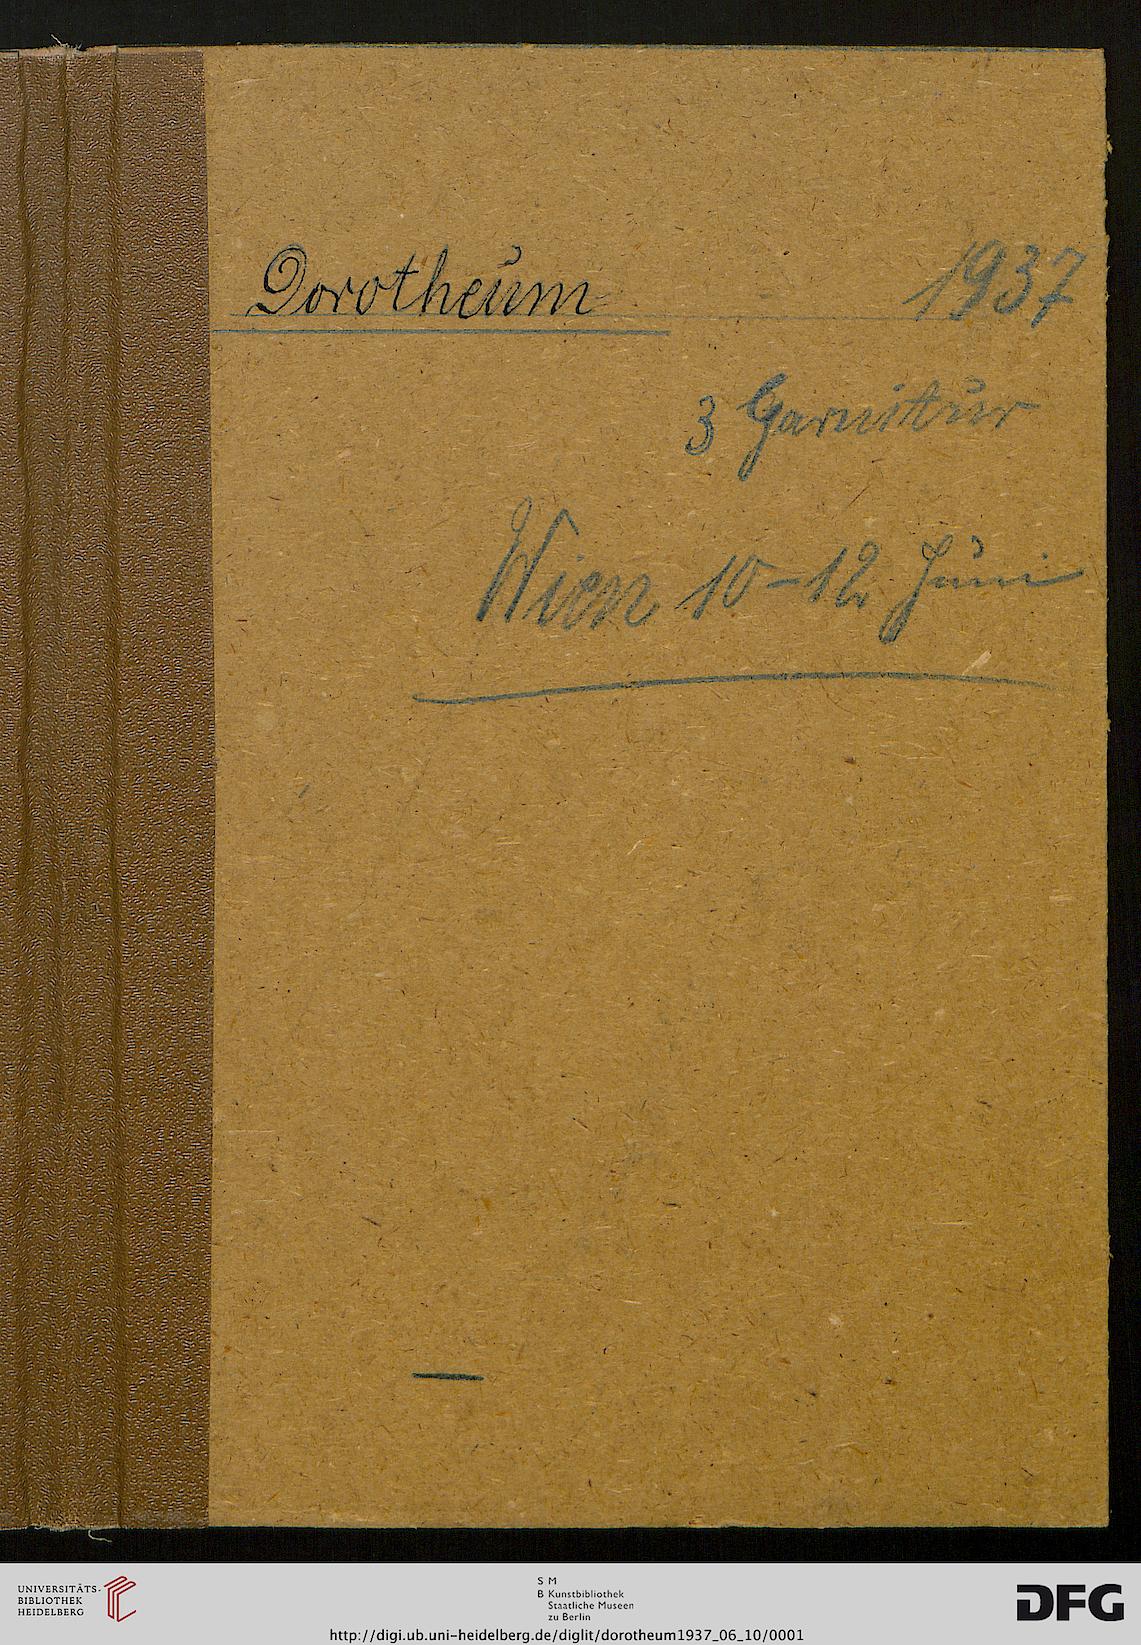 Dorotheum 1937
3 Garnitur
Wien 10-12 Juni
UNIVERSITÄTS-
BIBLIOTHEK
HEIDELBERG
S M
B Kunstbibliothek
Staatliche Museen
zu Berlin
DFG
http://digi.ub.uni-heidelberg.de/diglit/dorotheum1937_06_10/0001